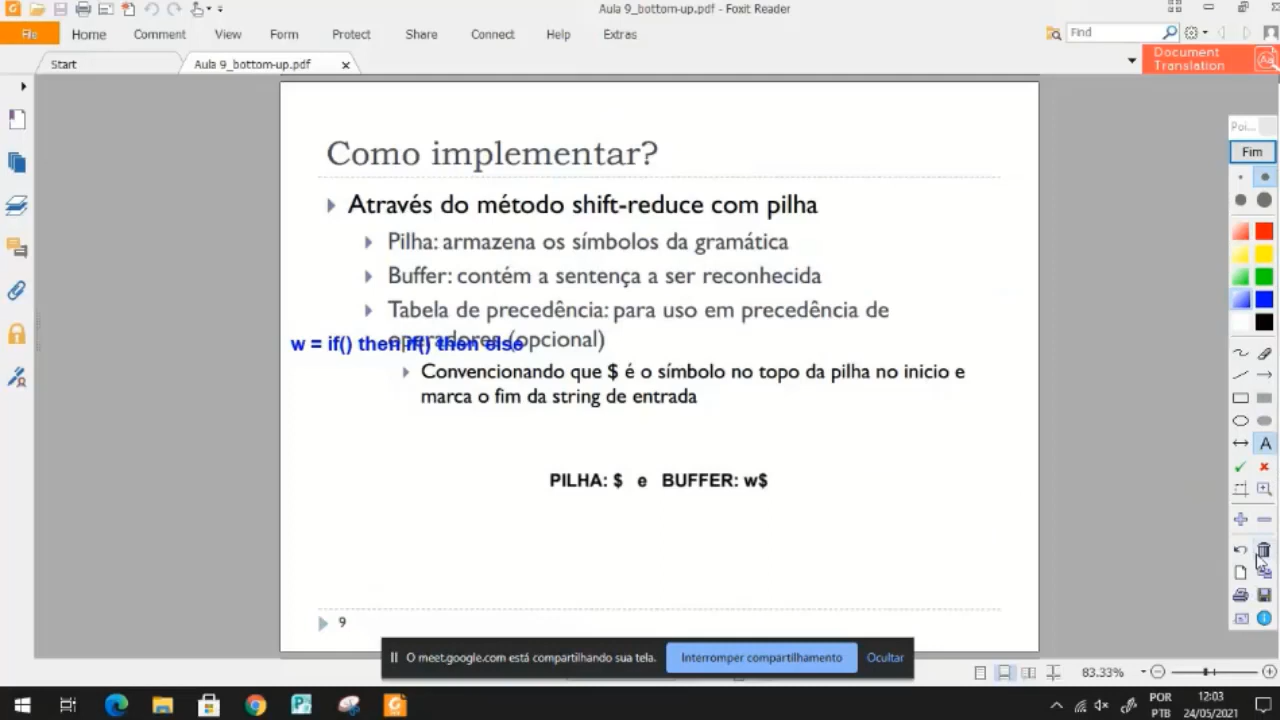 Aula 9_bottom-up.pdf - Foxit Reader
File
Home
Comment
View
Form
Protect
Share
Connect
Help
Extras
Find
Document
Translation
Start
Aula 9_bottom-up.pdf
Poi...
Fim
Como implementar?
Através do método shift-reduce com pilha
Pilha: armazena os símbolos da gramática
Buffer: contém a sentença a ser reconhecida
Tabela de precedência: para uso em precedência de
operadores (opcional)
w = if() then if() then else
Convencionando que $ é o símbolo no topo da pilha no inicio e
marca o fim da string de entrada
PILHA: $ e BUFFER: w$
9
O meet.google.com está compartilhando sua tela.
Interromper compartilhamento
Ocultar
83.33%
POR
PTB
12:03
24/05/2021